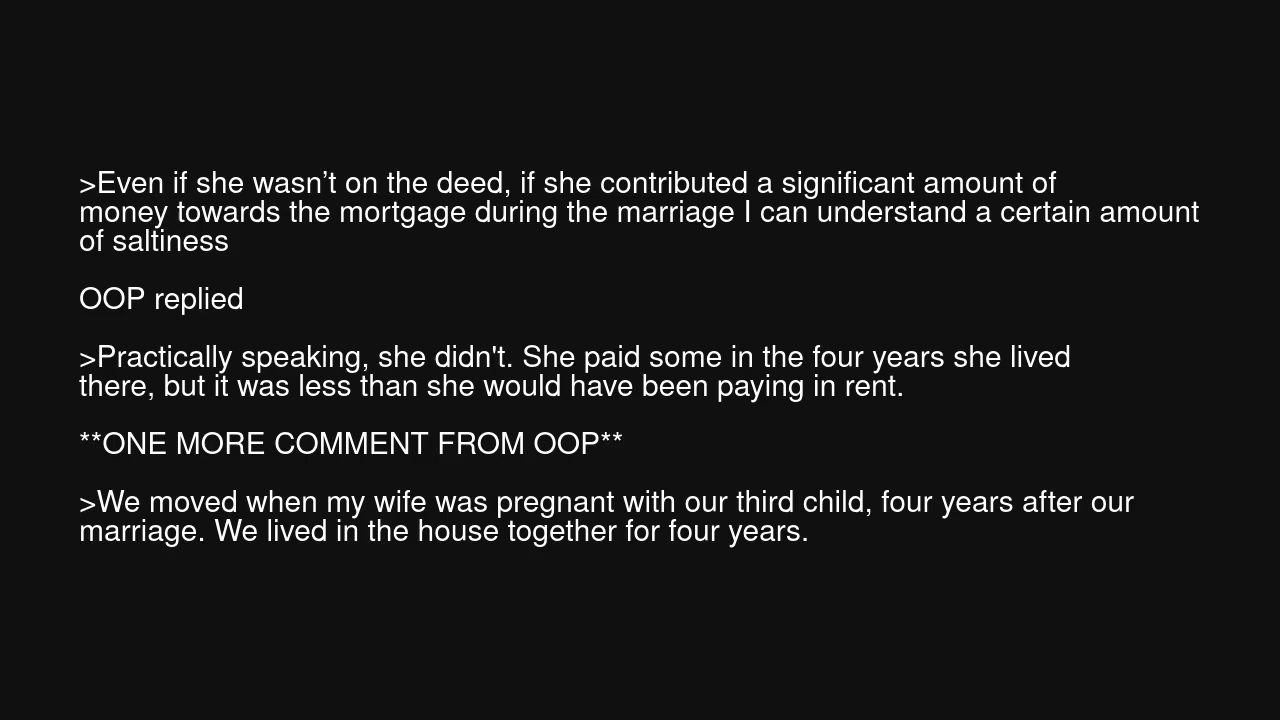 >Even if she wasn’t on the deed, if she contributed a significant amount of
money towards the mortgage during the marriage I can understand a certain amount
of saltiness
OOP replied
>Practically speaking, she didn't. She paid some in the four years she lived
there, but it was less than she would have been paying in rent.
**ONE MORE COMMENT FROM OOP**
>We moved when my wife was pregnant with our third child, four years after our
marriage. We lived in the house together for four years.